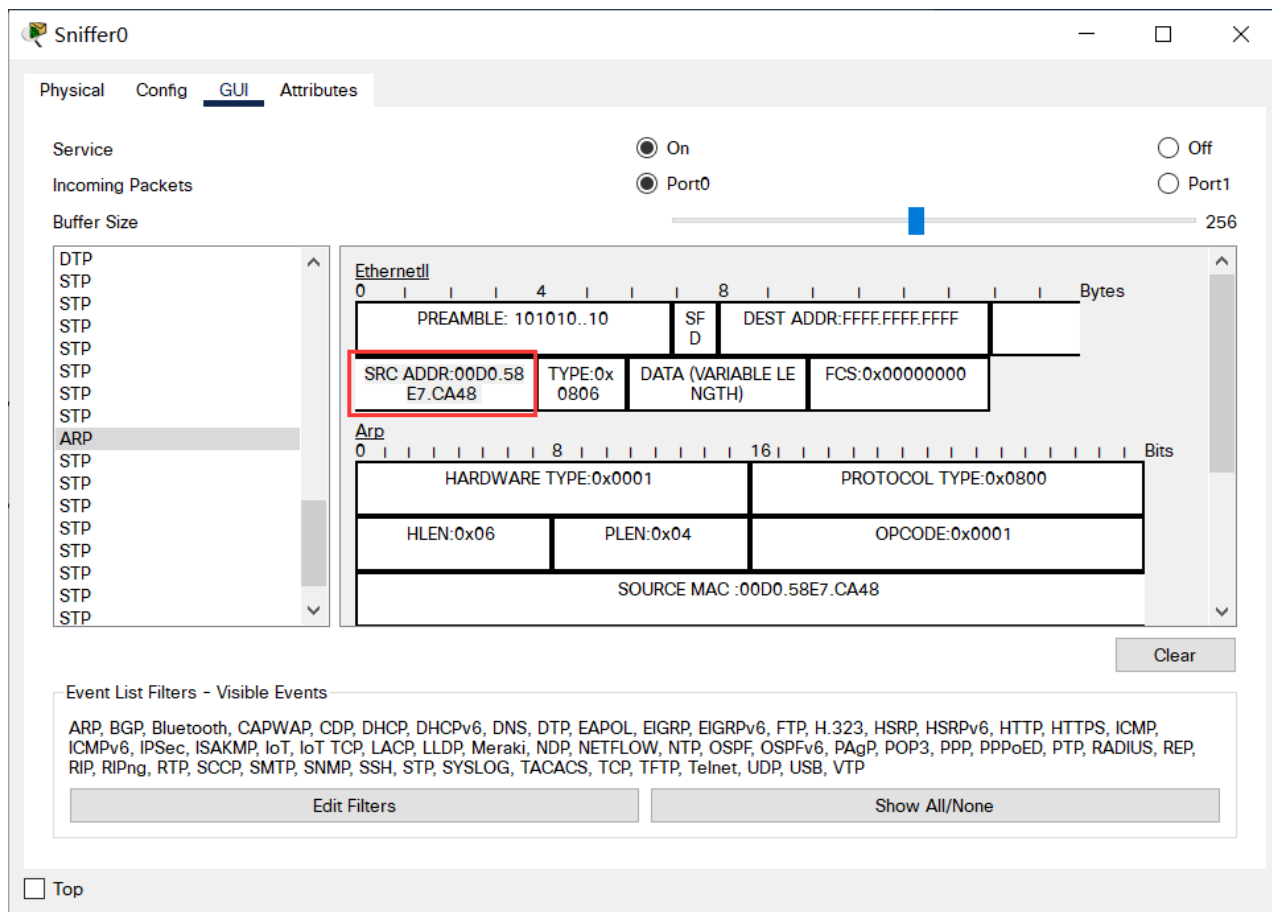 Sniffer0
Physical Config GUI Attributes
Service On Off
Incoming Packets Port0 Port1
Buffer Size 256
DTP
STP
STP
STP
STP
STP
STP
STP
ARP
STP
STP
STP
STP
STP
STP
STP
STP
EthernetII
0 4 8 Bytes
PREAMBLE: 101010..10 SF DEST ADDR:FFFF.FFFF.FFFF
D
SRC ADDR:00D0.58 TYPE:0x DATA (VARIABLE LE FCS:0x00000000
E7.CA48 0806 NGTH)
Arp
0 8 16 Bits
HARDWARE TYPE:0x0001 PROTOCOL TYPE:0x0800
HLEN:0x06 PLEN:0x04 OPCODE:0x0001
SOURCE MAC :00D0.58E7.CA48
Clear
Event List Filters - Visible Events
ARP, BGP, Bluetooth, CAPWAP, CDP, DHCP, DHCPv6, DNS, DTP, EAPOL, EIGRP, EIGRPv6, FTP, H.323, HSRP, HSRPv6, HTTP, HTTPS, ICMP,
ICMPv6, IPSec, ISAKMP, IoT, IoT TCP, LACP, LLDP, Meraki, NDP, NETFLOW, NTP, OSPF, OSPFv6, PAgP, POP3, PPP, PPPoED, PTP, RADIUS, REP,
RIP, RIPng, RTP, SCCP, SMTP, SNMP, SSH, STP, SYSLOG, TACACS, TCP, TFTP, Telnet, UDP, USB, VTP
Edit Filters Show All/None
Top